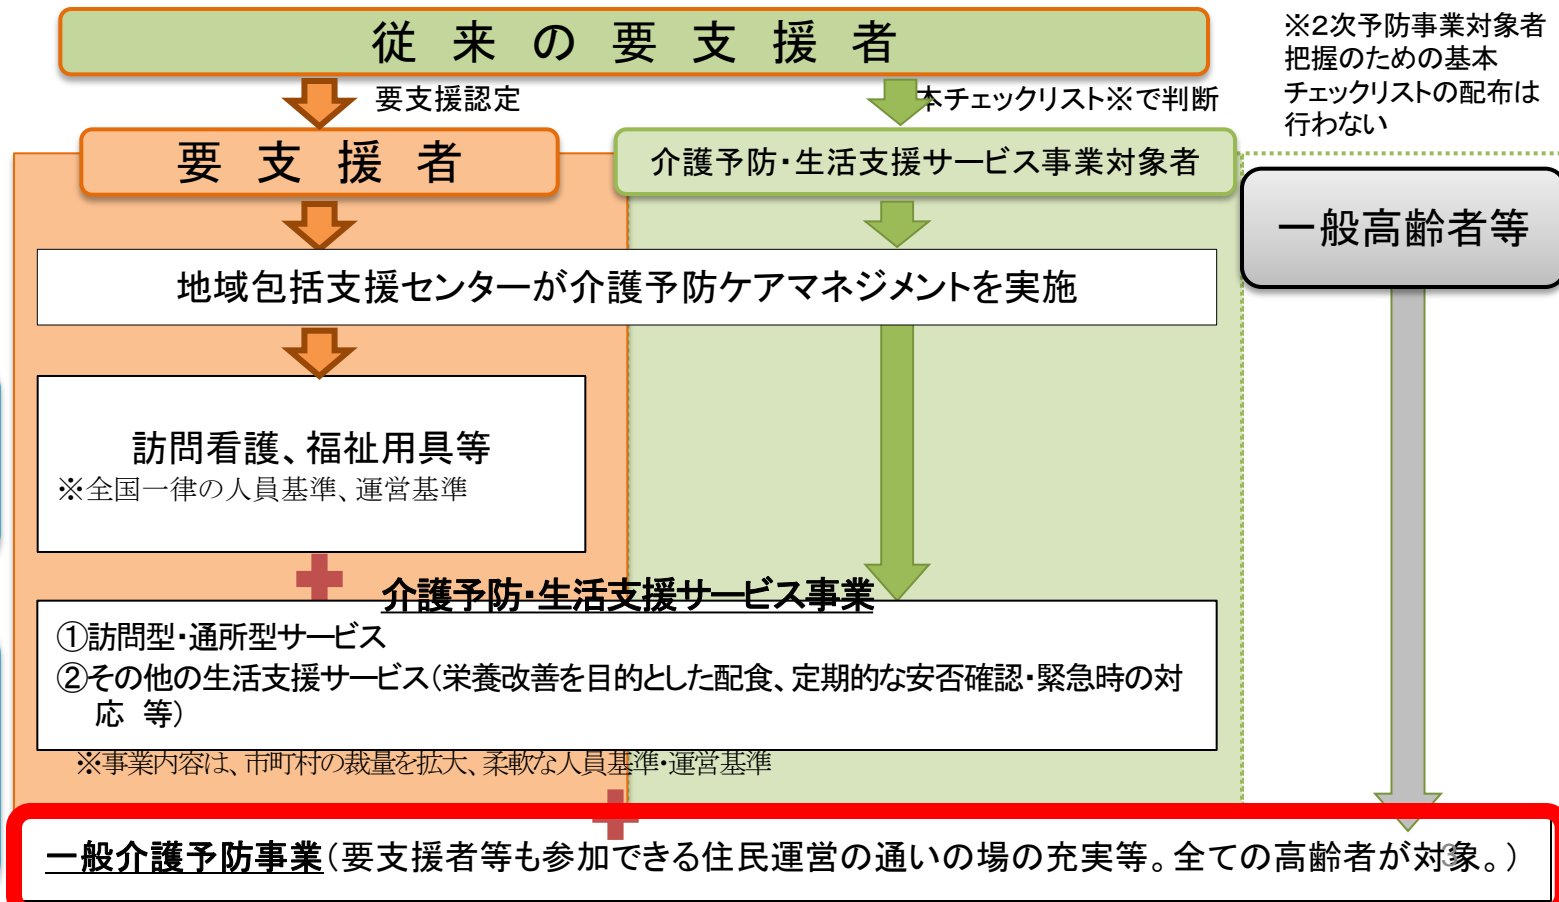 従来の要支援者
※2次予防事業対象者
把握のための基本
チェックリストの配布は
行わない
要支援認定
本チェックリスト※で判断
要支援者
介護予防・生活支援サービス事業対象者
一般高齢者等
地域包括支援センターが介護予防ケアマネジメントを実施
訪問看護、福祉用具等
※全国一律の人員基準、運営基準
介護予防・生活支援サービス事業
①訪問型・通所型サービス
②その他の生活支援サービス(栄養改善を目的とした配食、定期的な安否確認・緊急時の対
応 等)
※事業内容は、市町村の裁量を拡大、柔軟な人員基準・運営基準
一般介護予防事業(要支援者等も参加できる住民運営の通いの場の充実等。全ての高齢者が対象。)
3